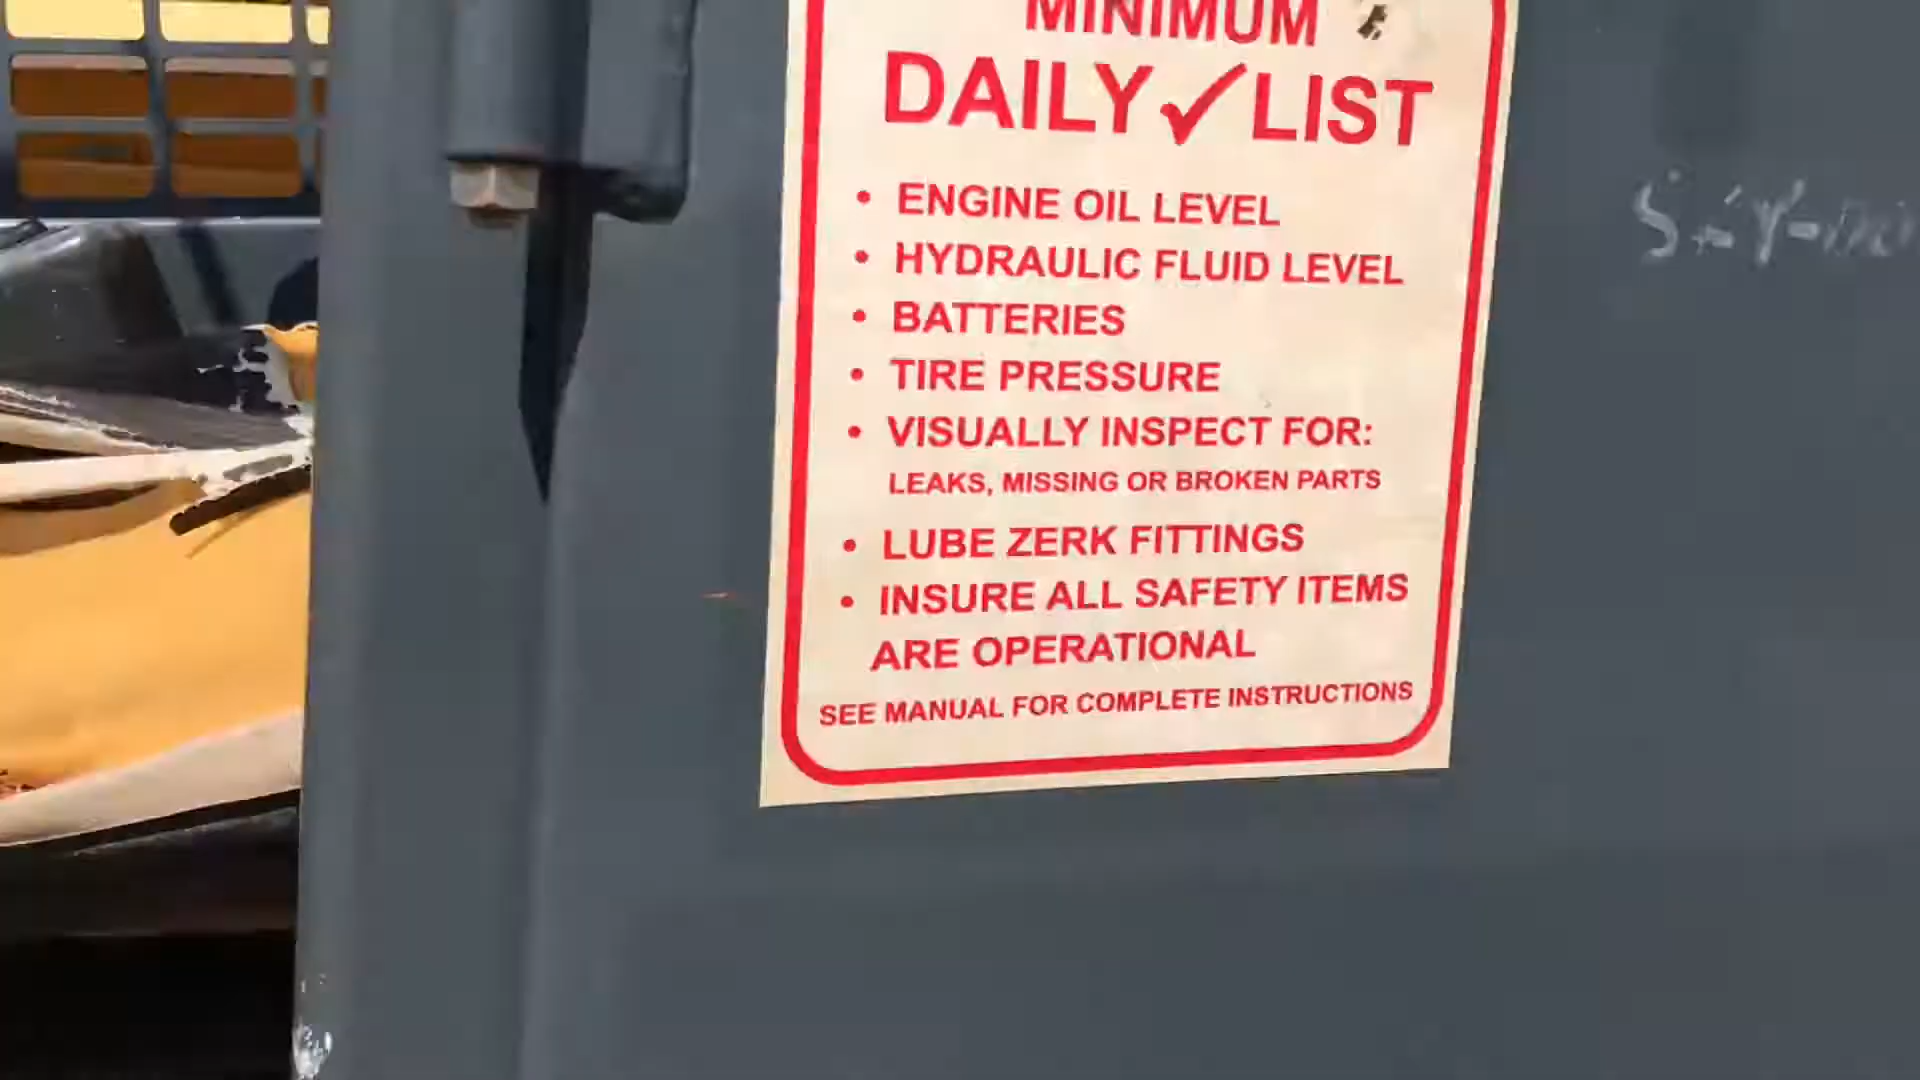 MINIMUM
DAILY✓LIST
• ENGINE OIL LEVEL
• HYDRAULIC FLUID LEVEL
• BATTERIES
• TIRE PRESSURE
• VISUALLY INSPECT FOR:
LEAKS, MISSING OR BROKEN PARTS
• LUBE ZERK FITTINGS
• INSURE ALL SAFETY ITEMS
ARE OPERATIONAL
SEE MANUAL FOR COMPLETE INSTRUCTIONS